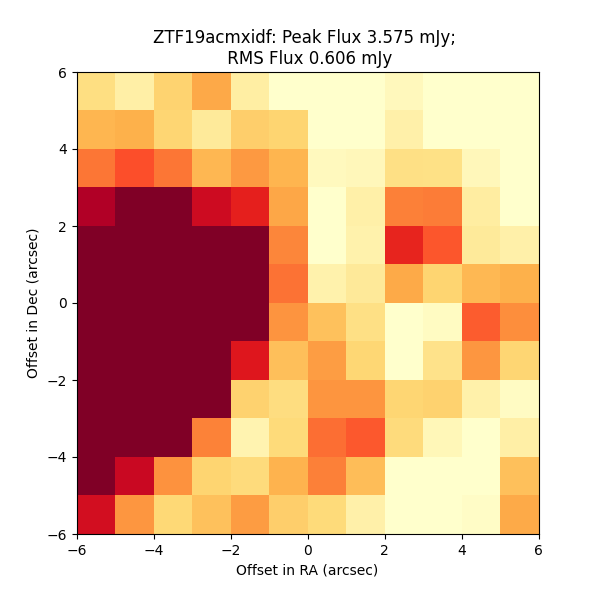 ZTF19acmxidf: Peak Flux 3.575 mJy;
RMS Flux 0.606 mJy
6
4
2
0
−2
−4
−6
Offset in Dec (arcsec)
−6 −4 −2 0 2 4 6
Offset in RA (arcsec)